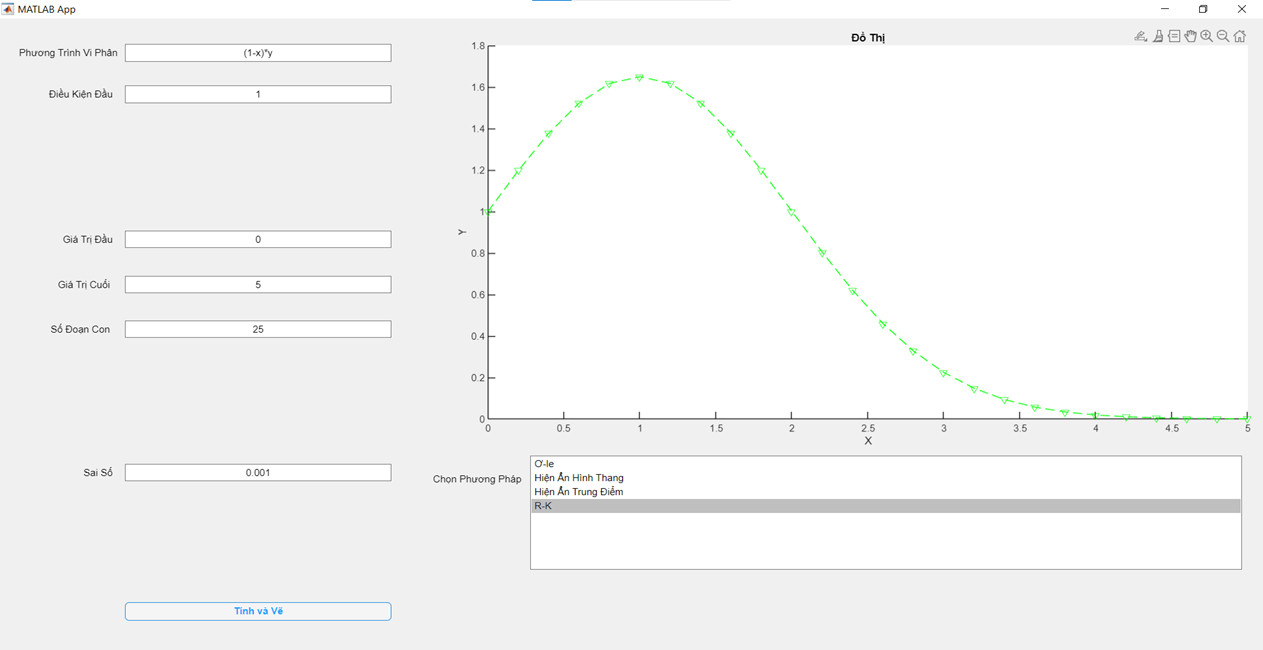 MATLAB App
Phương Trình Vi Phân
(1-x)*y
Điều Kiện Đầu
1
Giá Trị Đầu
0
Giá Trị Cuối
5
Số Đoạn Con
25
Sai Số
0.001
Tính và Vẽ
Đồ Thị
1.8
1.6
1.4
1.2
1
0.8
0.6
0.4
0.2
0
Y
0 0.5 1 1.5 2 2.5 3 3.5 4 4.5 5
X
Chọn Phương Pháp
Ơ-le
Hiện Ẩn Hình Thang
Hiện Ẩn Trung Điểm
R-K